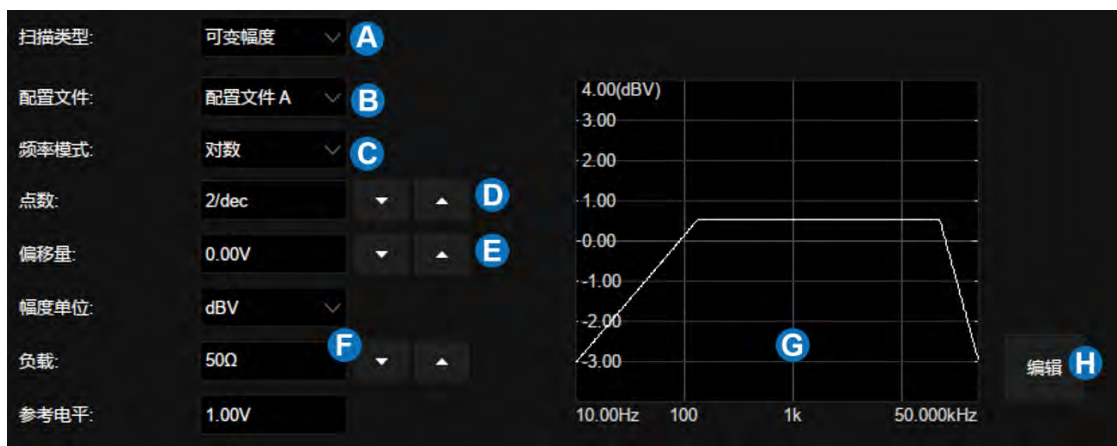 扫描类型: 可变幅度 A
配置文件: 配置文件 A B
频率模式: 对数 C
点数: 2/dec D
偏移量: 0.00V E
幅度单位: dBV
负载: 50Ω F
参考电平: 1.00V
4.00(dBV)
3.00
2.00
1.00
0.00
-1.00
-2.00
-3.00
G
10.00Hz 100 1k 50.000kHz
编辑 H